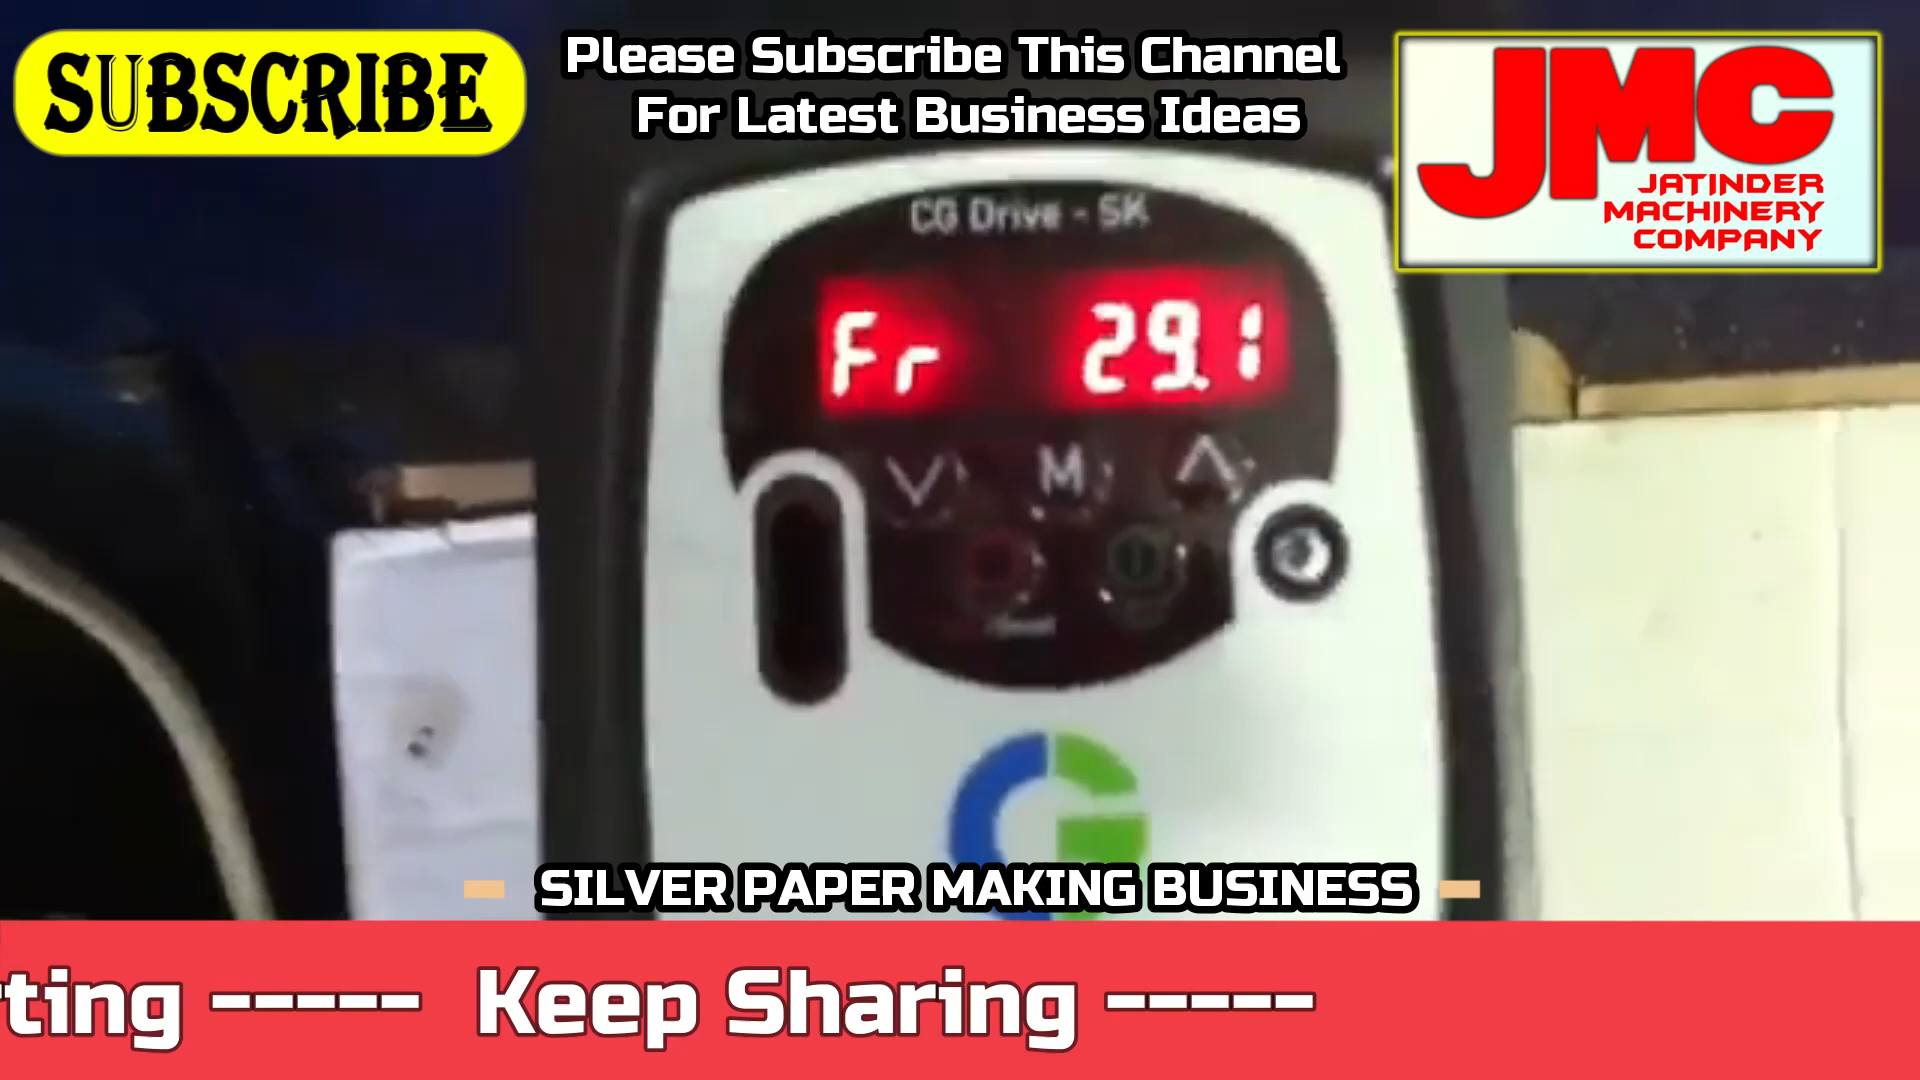 SUBSCRIBE
Please Subscribe This Channel
For Latest Business Ideas
JMC
JATINDER
MACHINERY
COMPANY
CG Drive - SK
Fr 29.1
M
SILVER PAPER MAKING BUSINESS
rting ----- Keep Sharing -----